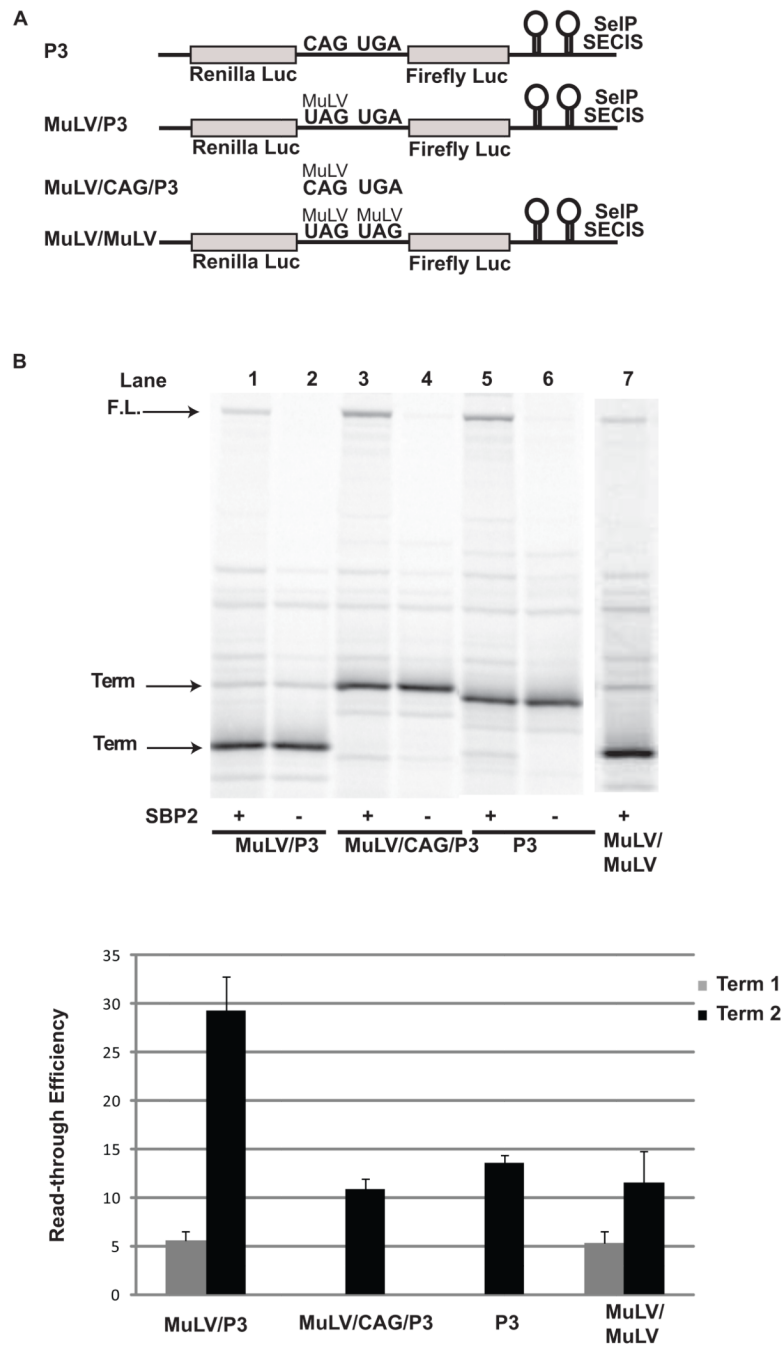 A
P3
CAG UGA
SelP
SECIS
Renilla Luc
Firefly Luc
MuLV/P3
MuLV
UAG UGA
SelP
SECIS
Renilla Luc
Firefly Luc
MuLV/CAG/P3
MuLV
CAG UGA
MuLV/MuLV
MuLV MuLV
UAG UAG
SelP
SECIS
Renilla Luc
Firefly Luc
B
Lane 1 2 3 4 5 6 7
F.L.
Term
Term
SBP2 + - + - + - +
MuLV/P3 MuLV/CAG/P3 P3 MuLV/
MuLV
Read-through Efficiency
35
30
25
20
15
10
5
0
Term 1
Term 2
MuLV/P3 MuLV/CAG/P3 P3 MuLV/
MuLV